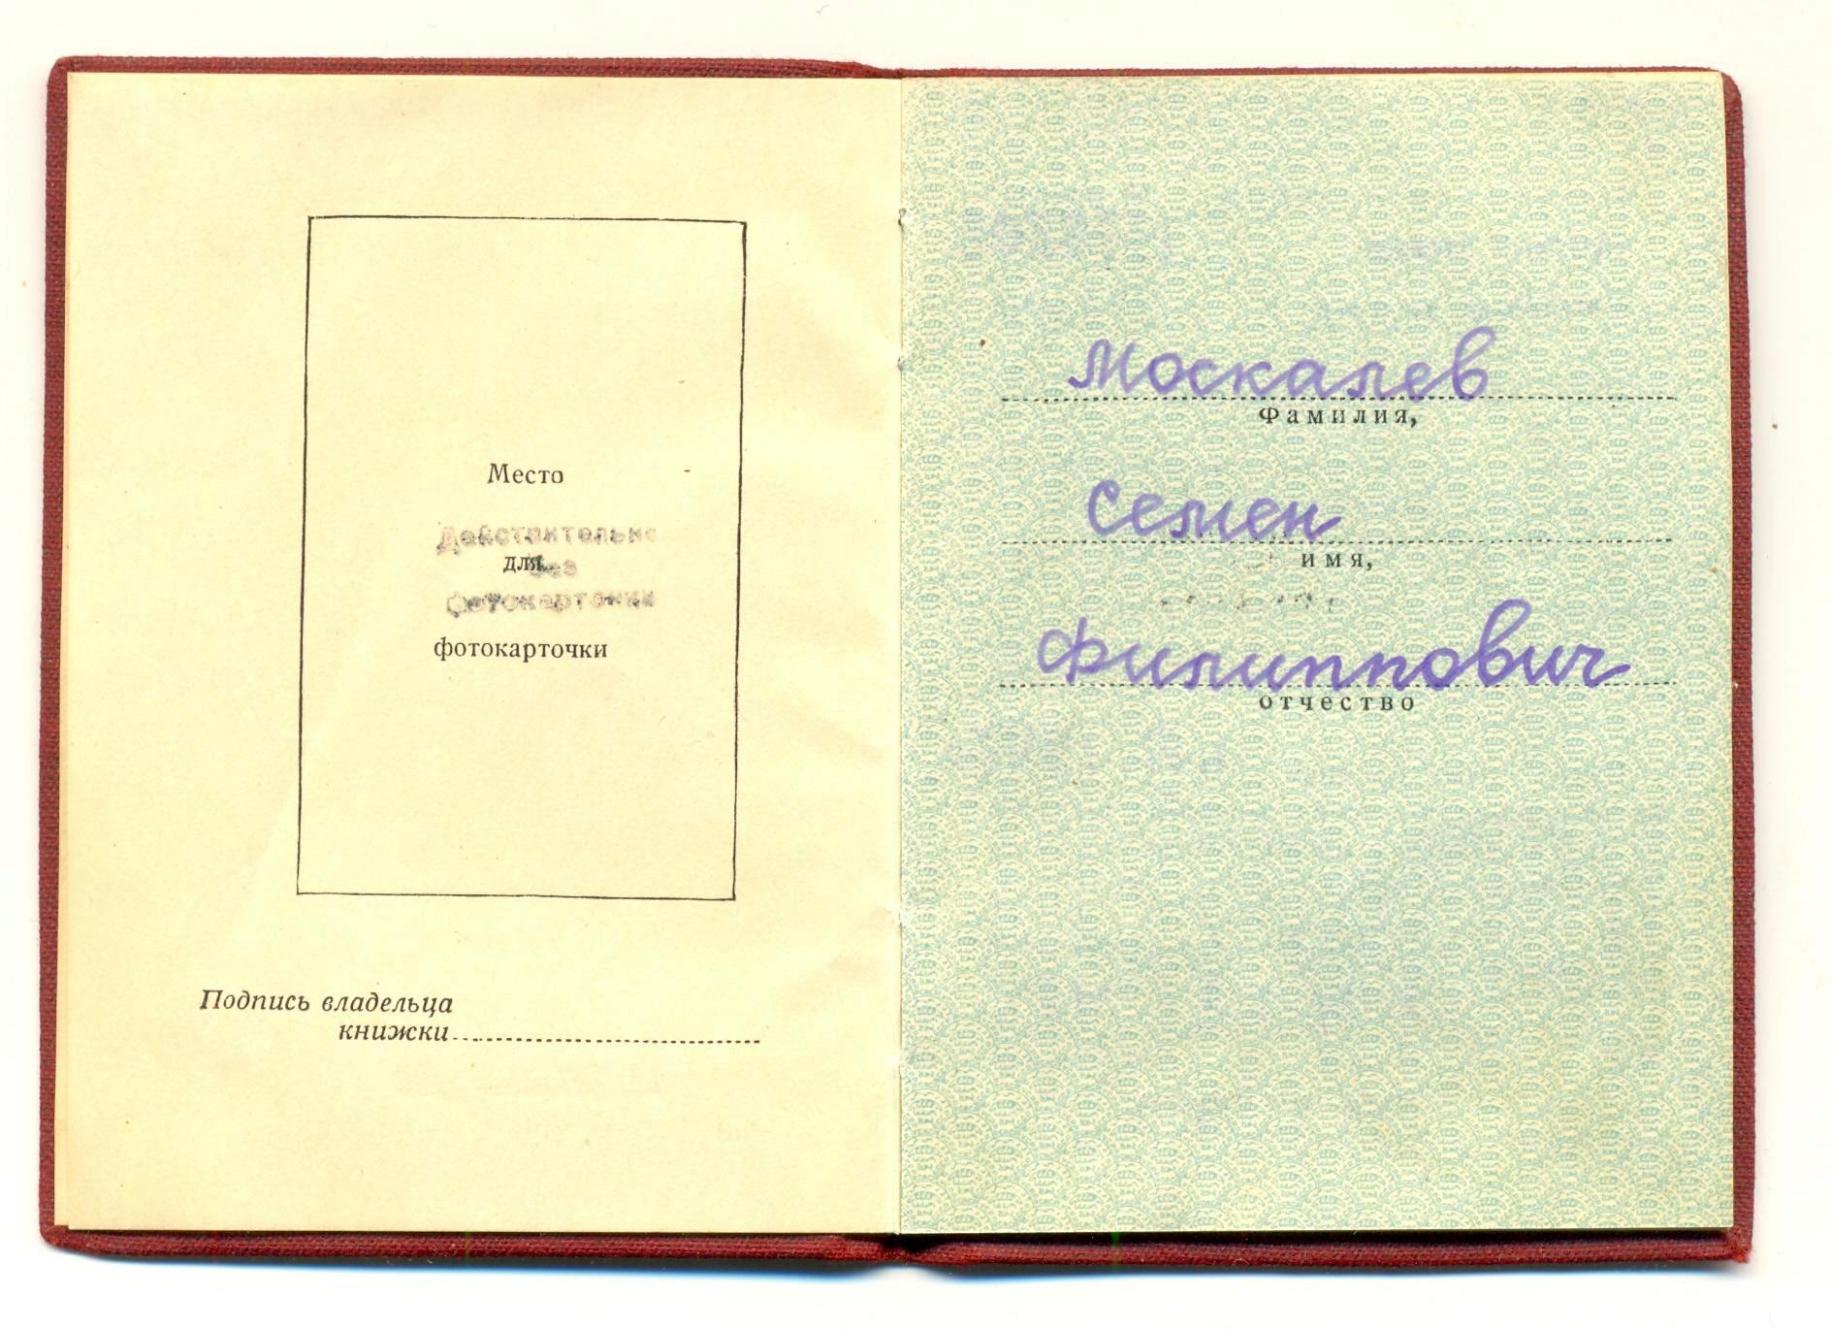 Место
Действительно
для без
фотокарточки
фотокарточки
Подпись владельца
книжки
Москалев
Фамилия,
Семен
имя,
Филиппович
отчество